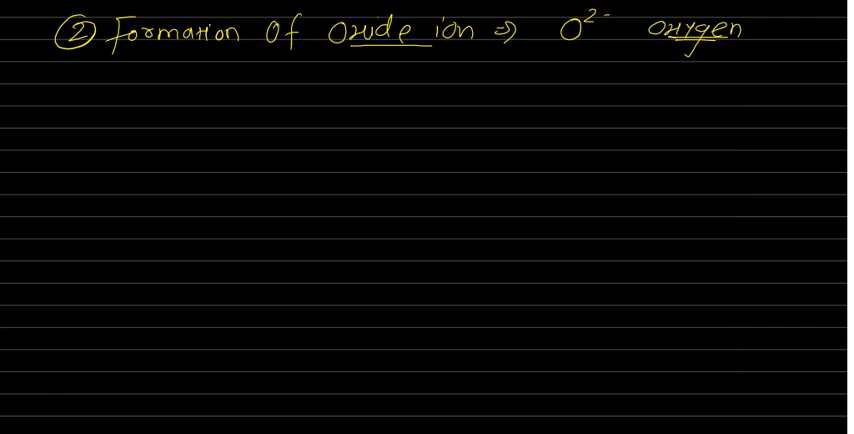 ② Formation Of Oxide ion ⇒ O²⁻ Oxygen